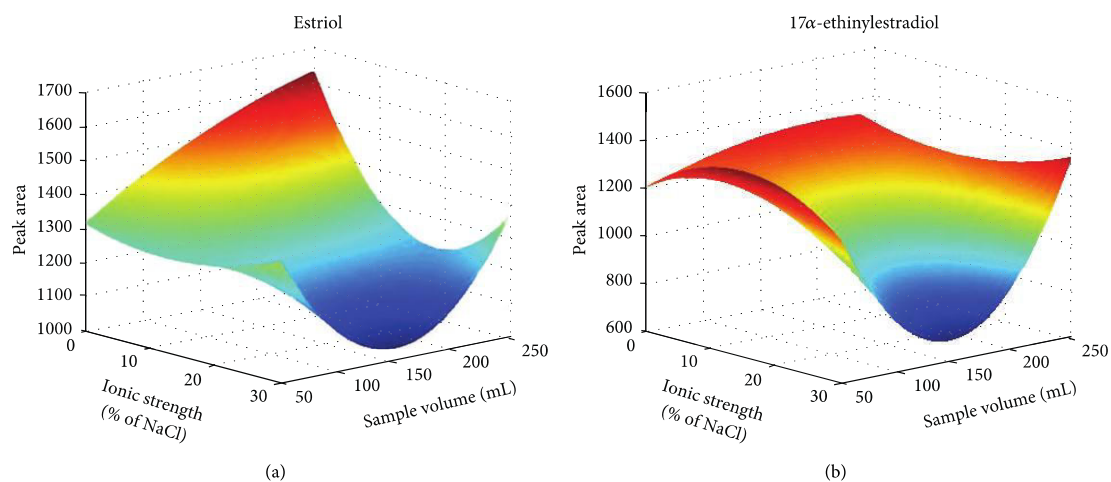 Estriol
1700
1600
1500
1400
1300
1200
1100
1000
Peak area
0
10
20
30
Ionic strength
(% of NaCl)
50
100
150
200
250
Sample volume (mL)
(a)
17α-ethinylestradiol
1600
1400
1200
1000
800
600
Peak area
0
10
20
30
Ionic strength
(% of NaCl)
50
100
150
200
250
Sample volume (mL)
(b)